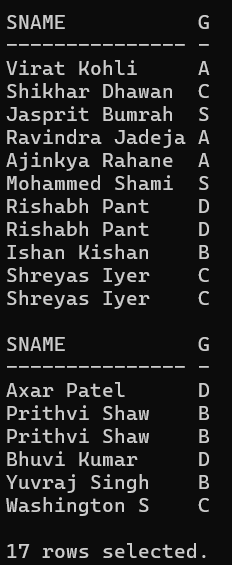 SNAME           G
--------------- -
Virat Kohli     A
Shikhar Dhawan  C
Jasprit Bumrah  S
Ravindra Jadeja A
Ajinkya Rahane  A
Mohammed Shami  S
Rishabh Pant    D
Rishabh Pant    D
Ishan Kishan    B
Shreyas Iyer    C
Shreyas Iyer    C

SNAME           G
--------------- -
Axar Patel      D
Prithvi Shaw    B
Prithvi Shaw    B
Bhuvi Kumar     D
Yuvraj Singh    B
Washington S    C

17 rows selected.